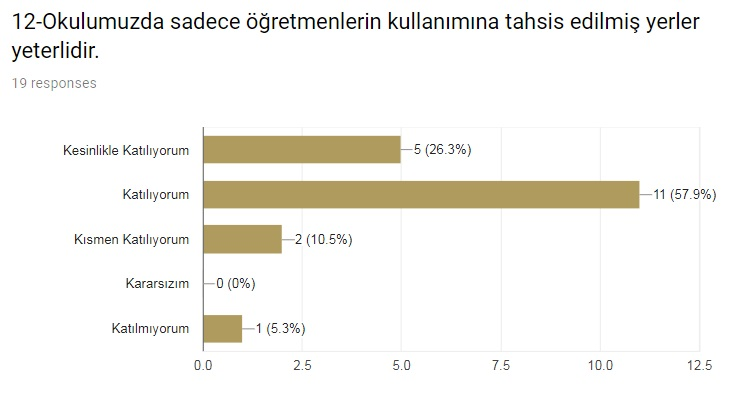 12-Okulumuzda sadece öğretmenlerin kullanımına tahsis edilmiş yerler
yeterlidir.
19 responses
Kesinlikle Katılıyorum 5 (26.3%)
Katılıyorum 11 (57.9%)
Kısmen Katılıyorum 2 (10.5%)
Kararsızım 0 (0%)
Katılmıyorum 1 (5.3%)
0.0 2.5 5.0 7.5 10.0 12.5